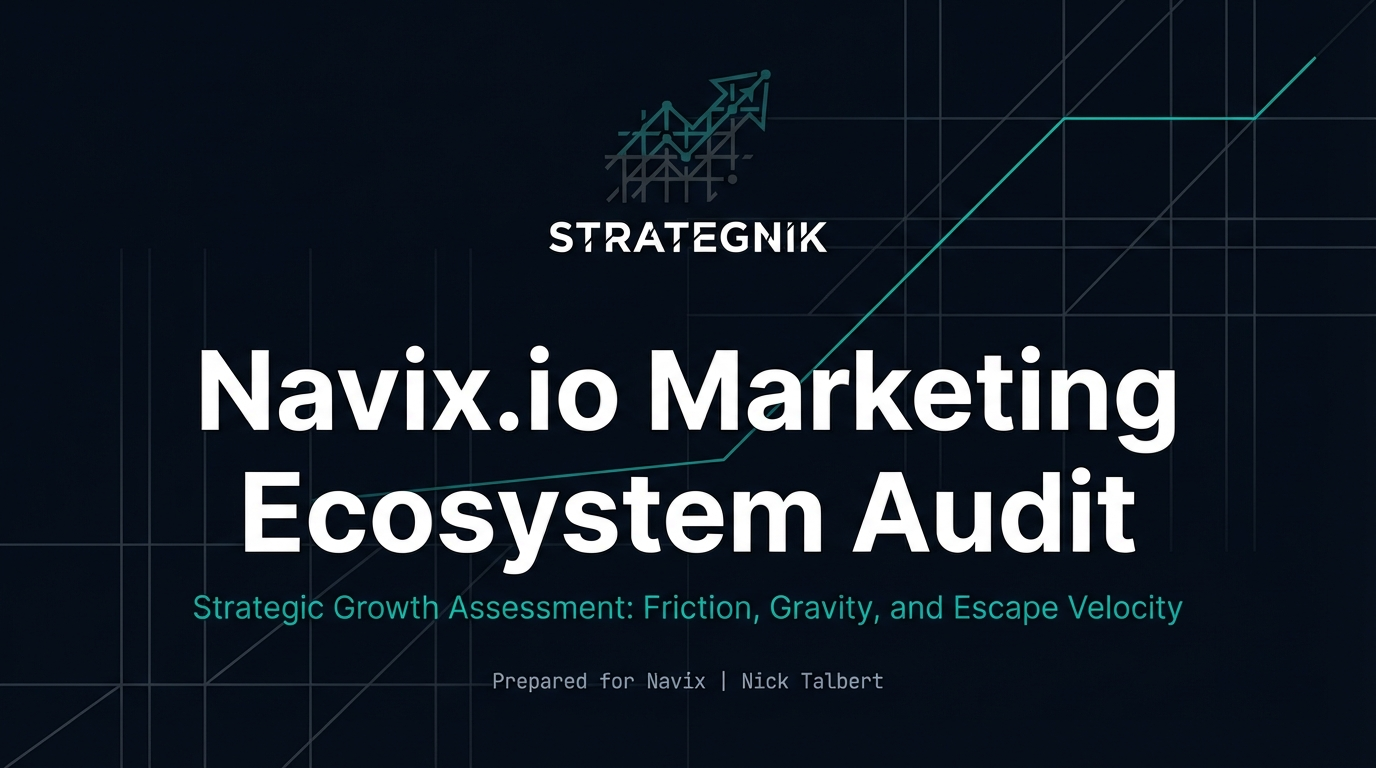 STRATEGNIK
Navix.io Marketing
Ecosystem Audit
Strategic Growth Assessment: Friction, Gravity, and Escape Velocity
Prepared for Navix | Nick Talbert